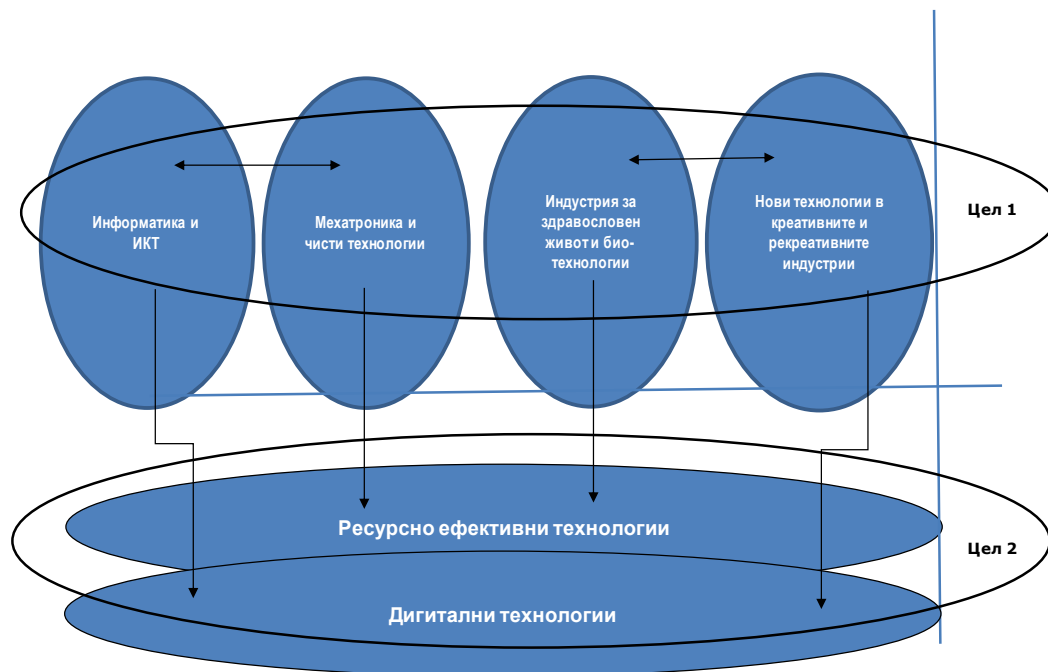 Информатика и
ИКТ
Мехатроника и
чисти технологии
Индустрия за
здравословен
живот и био-
технологии
Нови технологии в
креативните и
рекреативните
индустрии
Цел 1
Ресурсно ефективни технологии
Цел 2
Дигитални технологии